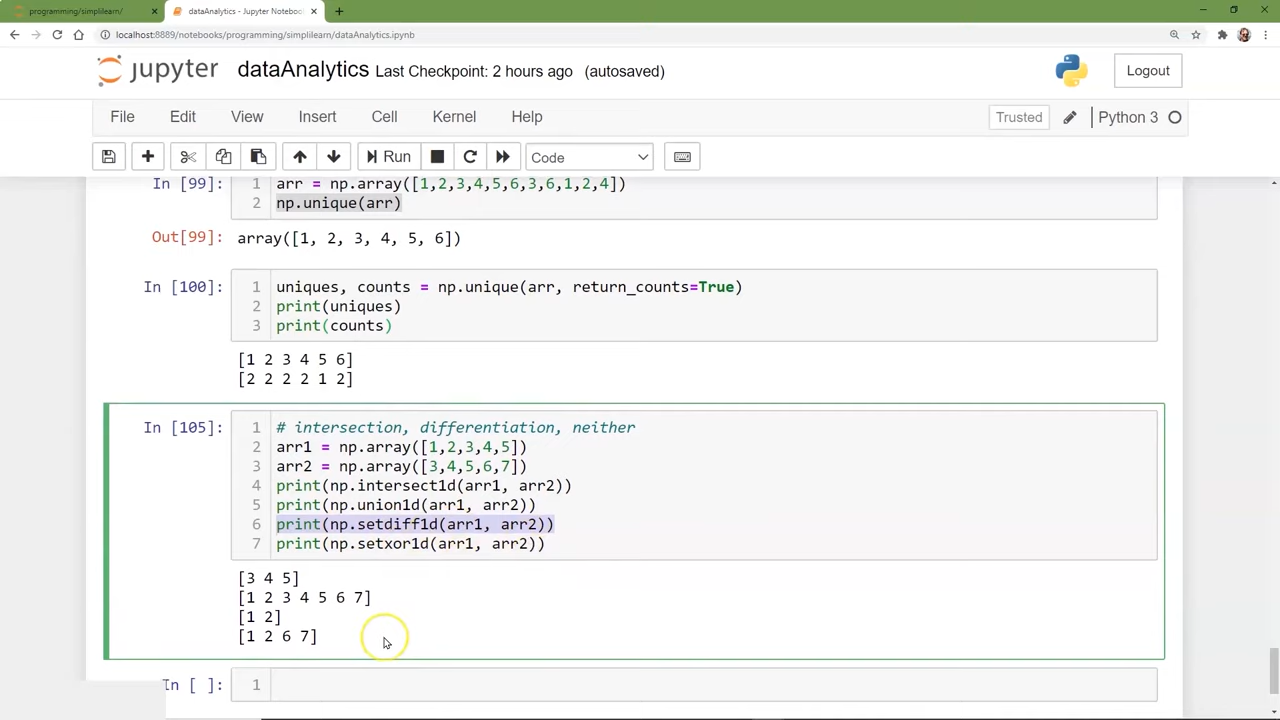 programming/simplilearn/
dataAnalytics - Jupyter Noteboo
localhost:8889/notebooks/programming/simplilearn/dataAnalytics.ipynb
jupyter dataAnalytics Last Checkpoint: 2 hours ago (autosaved)
Logout
File Edit View Insert Cell Kernel Help
Trusted
Python 3
Run
Code
In [99]: 1 arr = np.array([1,2,3,4,5,6,3,6,1,2,4])
2 np.unique(arr)
Out[99]: array([1, 2, 3, 4, 5, 6])
In [100]: 1 uniques, counts = np.unique(arr, return_counts=True)
2 print(uniques)
3 print(counts)
[1 2 3 4 5 6]
[2 2 2 2 1 2]
In [105]: 1 # intersection, differentiation, neither
2 arr1 = np.array([1,2,3,4,5])
3 arr2 = np.array([3,4,5,6,7])
4 print(np.intersect1d(arr1, arr2))
5 print(np.union1d(arr1, arr2))
6 print(np.setdiff1d(arr1, arr2))
7 print(np.setxor1d(arr1, arr2))
[3 4 5]
[1 2 3 4 5 6 7]
[1 2]
[1 2 6 7]
In [ ]: 1